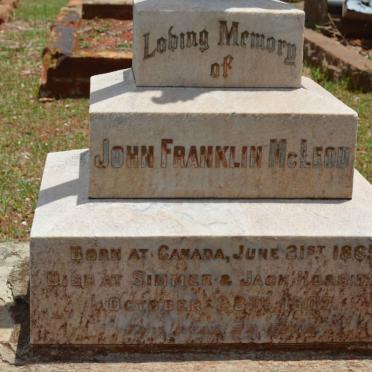 Loving Memory
of
JOHN FRANKLIN McLEOD
BORN AT CANADA, JUNE 21ST
DIED AT SIMMER & JACK
OCTOBER